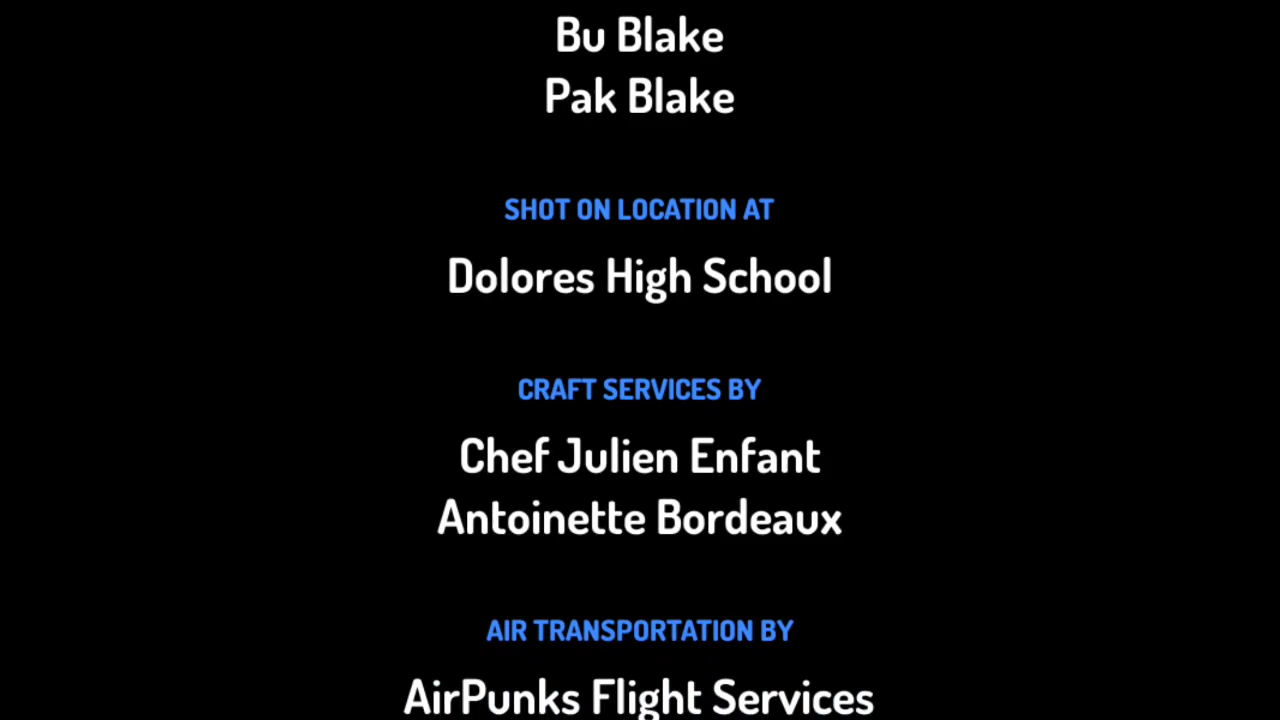 Bu Blake
Pak Blake
SHOT ON LOCATION AT
Dolores High School
CRAFT SERVICES BY
Chef Julien Enfant
Antoinette Bordeaux
AIR TRANSPORTATION BY
AirPunks Flight Services